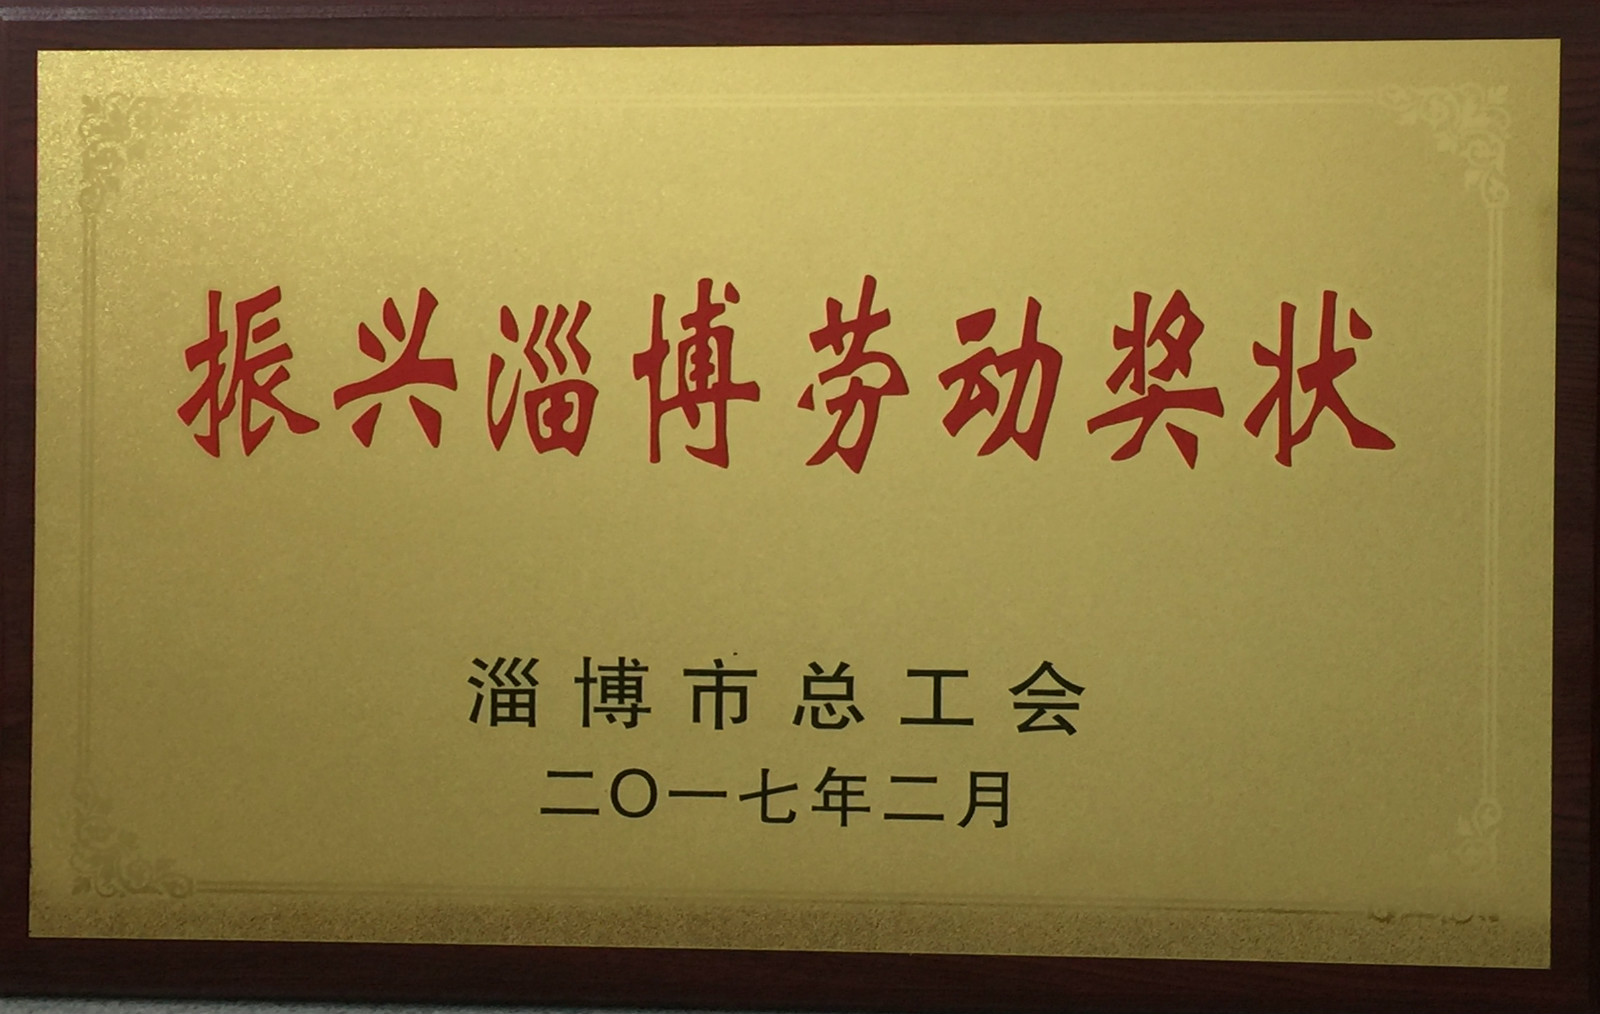 振兴淄博劳动奖状
淄博市总工会
二〇一七年二月